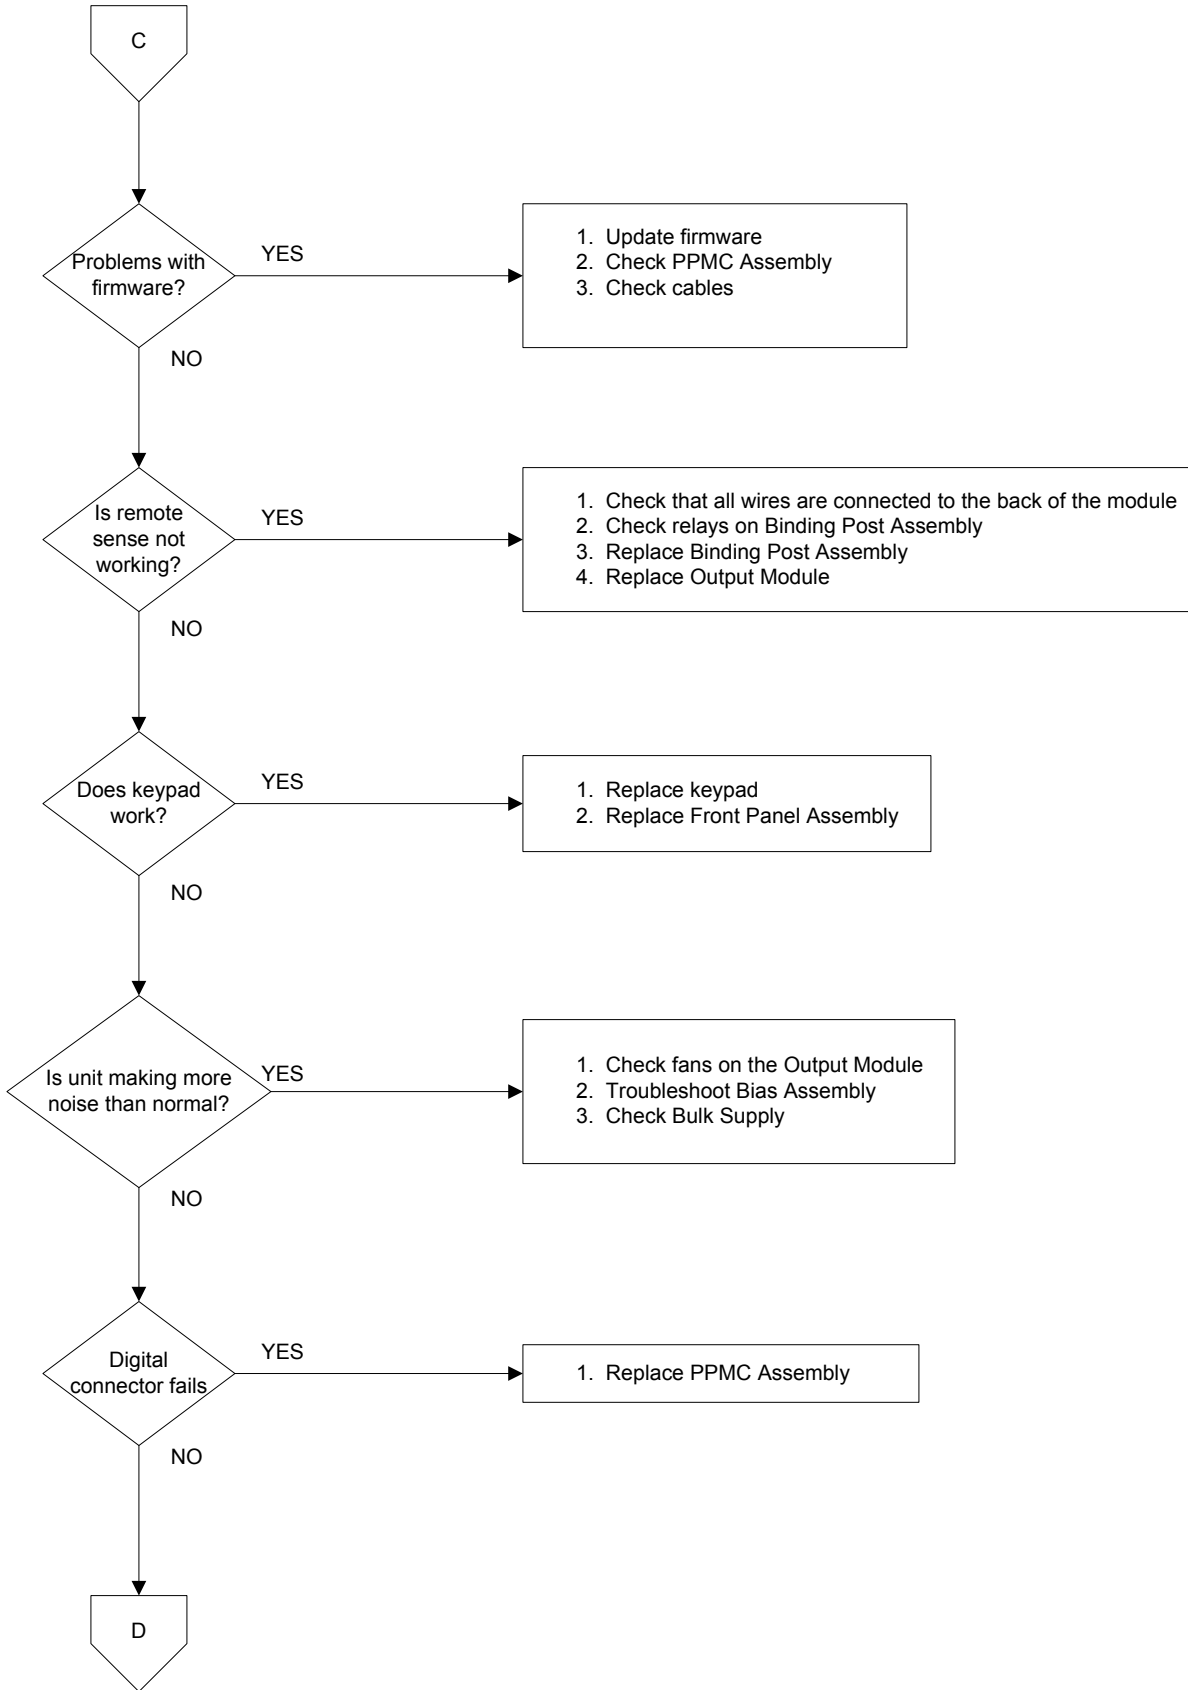 C
Problems with
firmware?
YES
1. Update firmware
2. Check PPMC Assembly
3. Check cables
NO
Is remote
sense not
working?
YES
1. Check that all wires are connected to the back of the module
2. Check relays on Binding Post Assembly
3. Replace Binding Post Assembly
4. Replace Output Module
NO
Does keypad
work?
YES
1. Replace keypad
2. Replace Front Panel Assembly
NO
Is unit making more
noise than normal?
YES
1. Check fans on the Output Module
2. Troubleshoot Bias Assembly
3. Check Bulk Supply
NO
Digital
connector fails
YES
1. Replace PPMC Assembly
NO
D